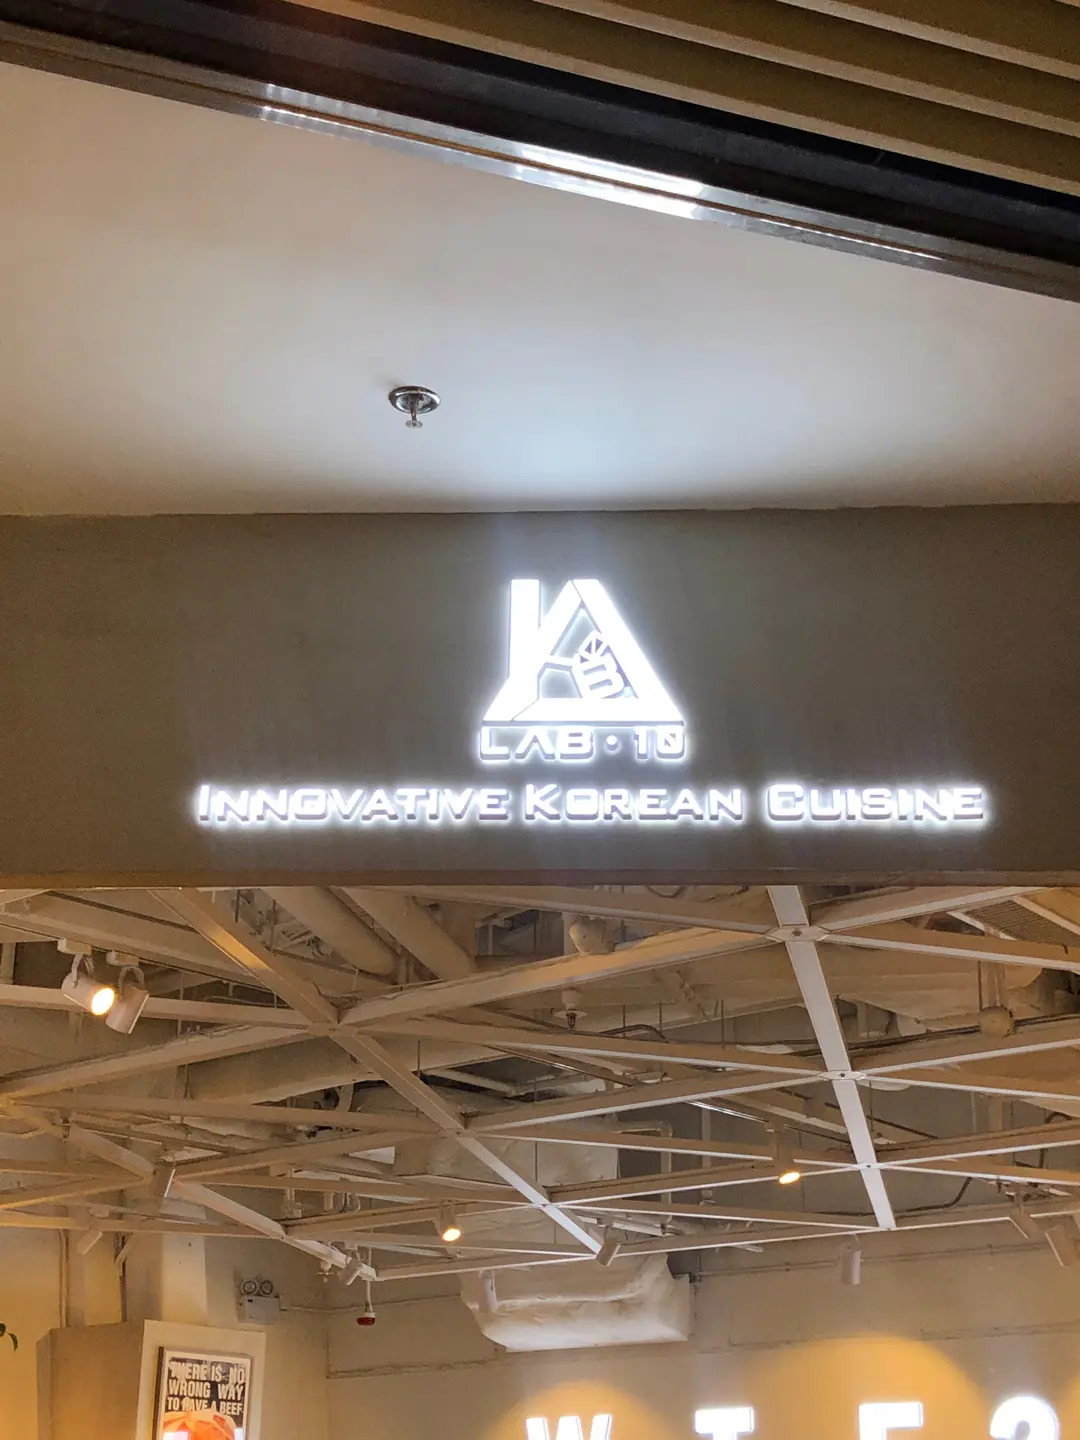 LAB·10
INNOVATIVE KOREAN CUISINE
THERE IS NO
WRONG WAY
TO HAVE A BEEF
W T F ?